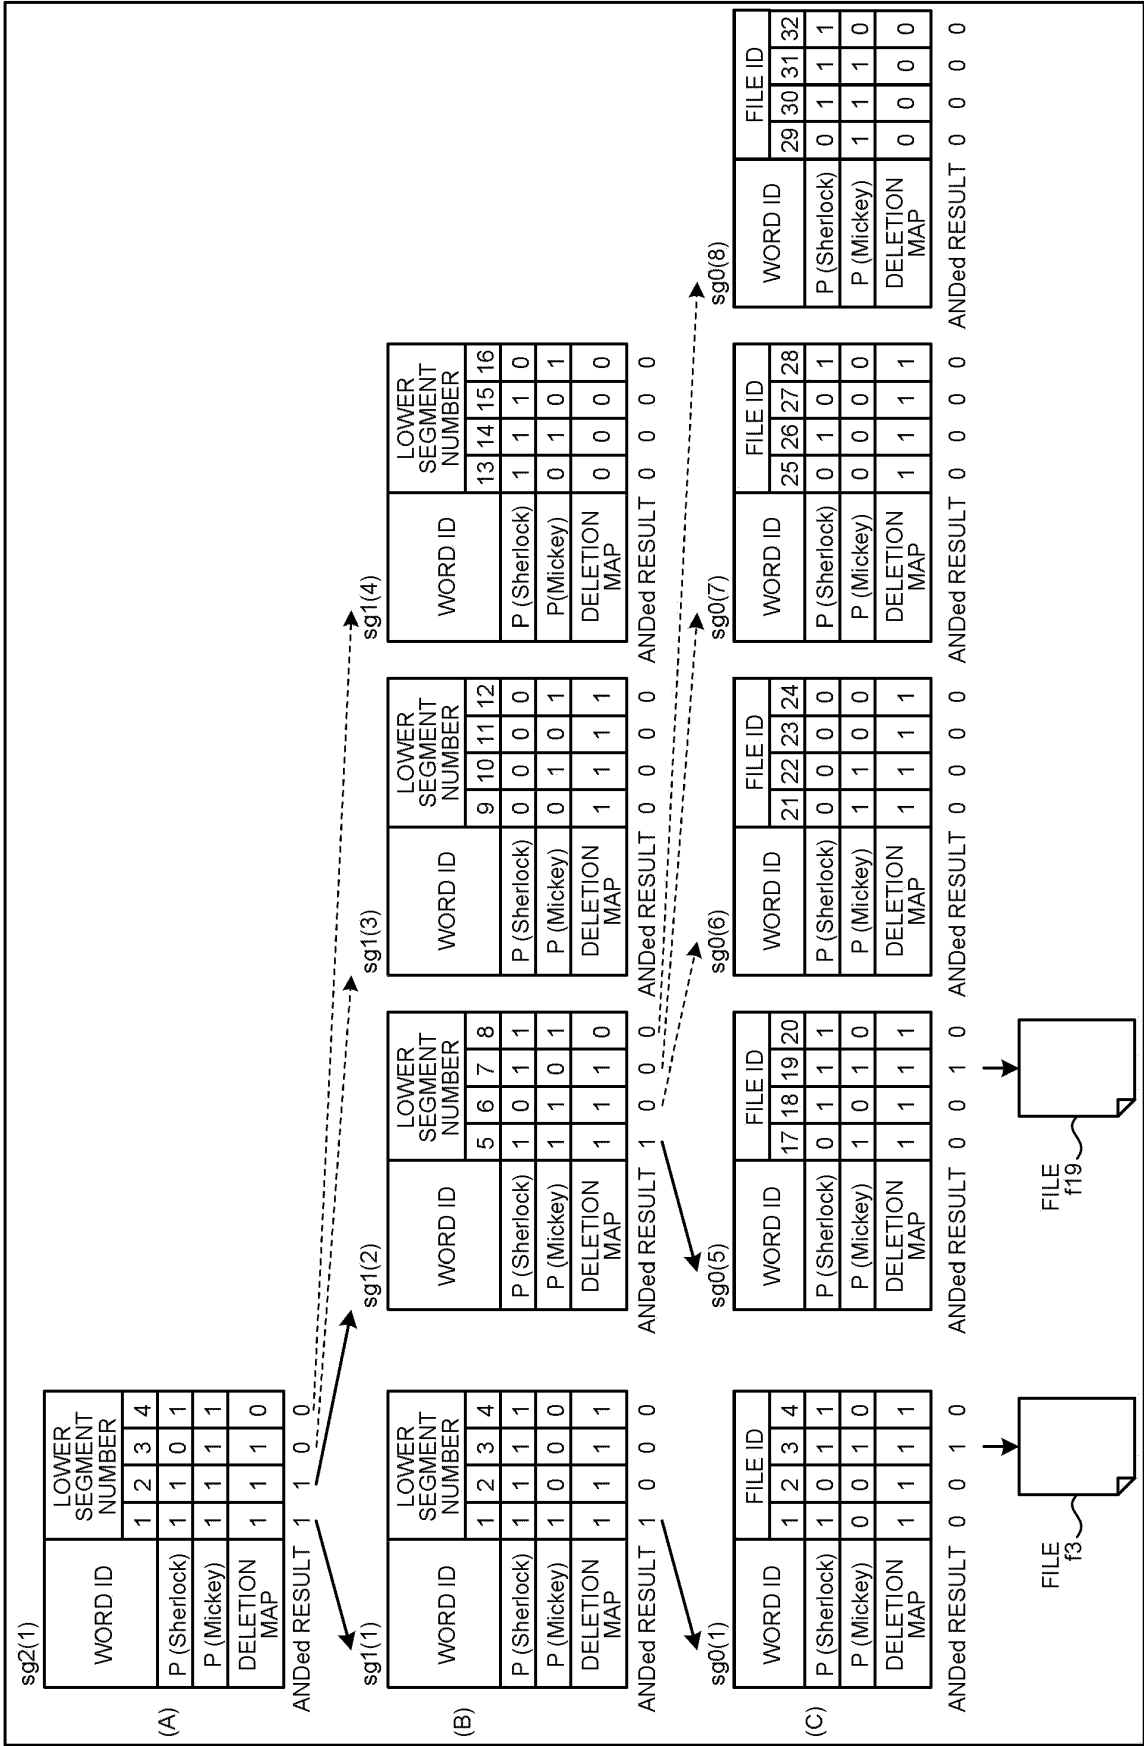 (A)
sg2(1)
WORD ID
LOWER
SEGMENT
NUMBER
1 2 3 4
P (Sherlock) 1 1 0 1
P (Mickey) 1 1 1 1
DELETION
MAP
1 1 1 0
ANDed RESULT 1 1 0 0
(B)
sg1(1)
WORD ID
LOWER
SEGMENT
NUMBER
1 2 3 4
P (Sherlock) 1 1 1 1
P (Mickey) 1 0 0 0
DELETION
MAP
1 1 1 1
ANDed RESULT 1 0 0 0
sg1(2)
WORD ID
LOWER
SEGMENT
NUMBER
5 6 7 8
P (Sherlock) 1 0 1 1
P (Mickey) 1 1 0 1
DELETION
MAP
1 1 1 0
ANDed RESULT 1 0 0 0
sg1(3)
WORD ID
LOWER
SEGMENT
NUMBER
9 10 11 12
P (Sherlock) 0 0 0 0
P (Mickey) 0 1 0 1
DELETION
MAP
1 1 1 1
ANDed RESULT 0 0 0 0
sg1(4)
WORD ID
LOWER
SEGMENT
NUMBER
13 14 15 16
P (Sherlock) 1 1 1 0
P(Mickey) 0 1 0 1
DELETION
MAP
0 0 0 0
ANDed RESULT 0 0 0 0
(C)
sg0(1)
WORD ID
FILE ID
1 2 3 4
P (Sherlock) 1 0 1 1
P (Mickey) 0 0 1 0
DELETION
MAP
1 1 1 1
ANDed RESULT 0 0 1 0
FILE
f3
sg0(5)
WORD ID
FILE ID
17 18 19 20
P (Sherlock) 0 1 1 1
P (Mickey) 1 0 1 0
DELETION
MAP
1 1 1 1
ANDed RESULT 0 0 1 0
FILE
f19
sg0(6)
WORD ID
FILE ID
21 22 23 24
P (Sherlock) 0 0 0 0
P (Mickey) 1 1 0 0
DELETION
MAP
1 1 1 1
ANDed RESULT 0 0 0 0
sg0(7)
WORD ID
FILE ID
25 26 27 28
P (Sherlock) 0 1 0 1
P (Mickey) 0 0 0 0
DELETION
MAP
1 1 1 1
ANDed RESULT 0 0 0 0
sg0(8)
WORD ID
FILE ID
29 30 31 32
P (Sherlock) 0 1 1 1
P (Mickey) 1 1 1 0
DELETION
MAP
0 0 0 0
ANDed RESULT 0 0 0 0